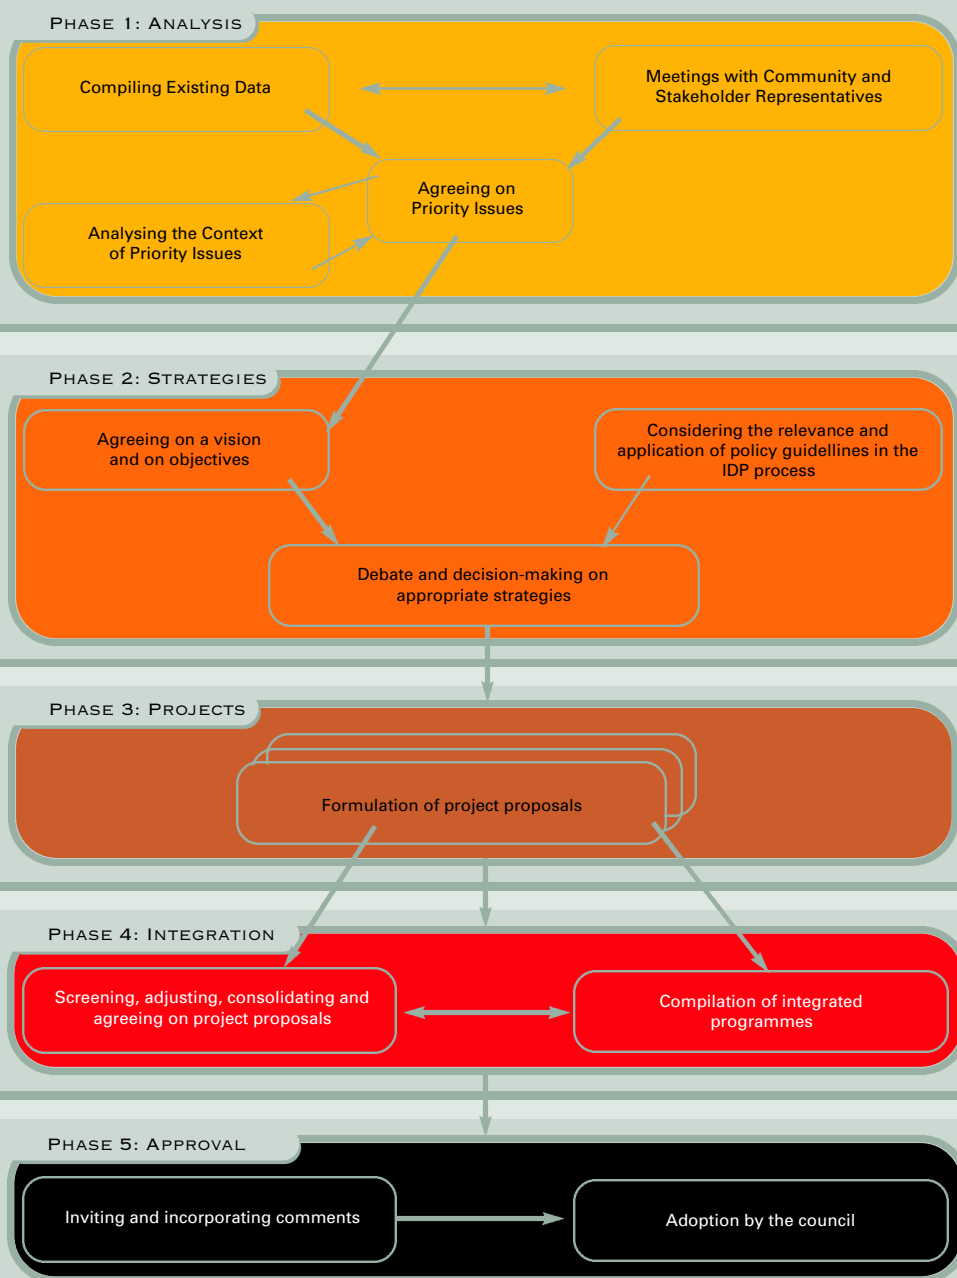 PHASE 1: ANALYSIS
Compiling Existing Data
Meetings with Community and
Stakeholder Representatives
Agreeing on
Priority Issues
Analysing the Context
of Priority Issues
PHASE 2: STRATEGIES
Agreeing on a vision
and on objectives
Considering the relevance and
application of policy guidellines in the
IDP process
Debate and decision-making on
appropriate strategies
PHASE 3: PROJECTS
Formulation of project proposals
PHASE 4: INTEGRATION
Screening, adjusting, consolidating and
agreeing on project proposals
Compilation of integrated
programmes
PHASE 5: APPROVAL
Inviting and incorporating comments
Adoption by the council